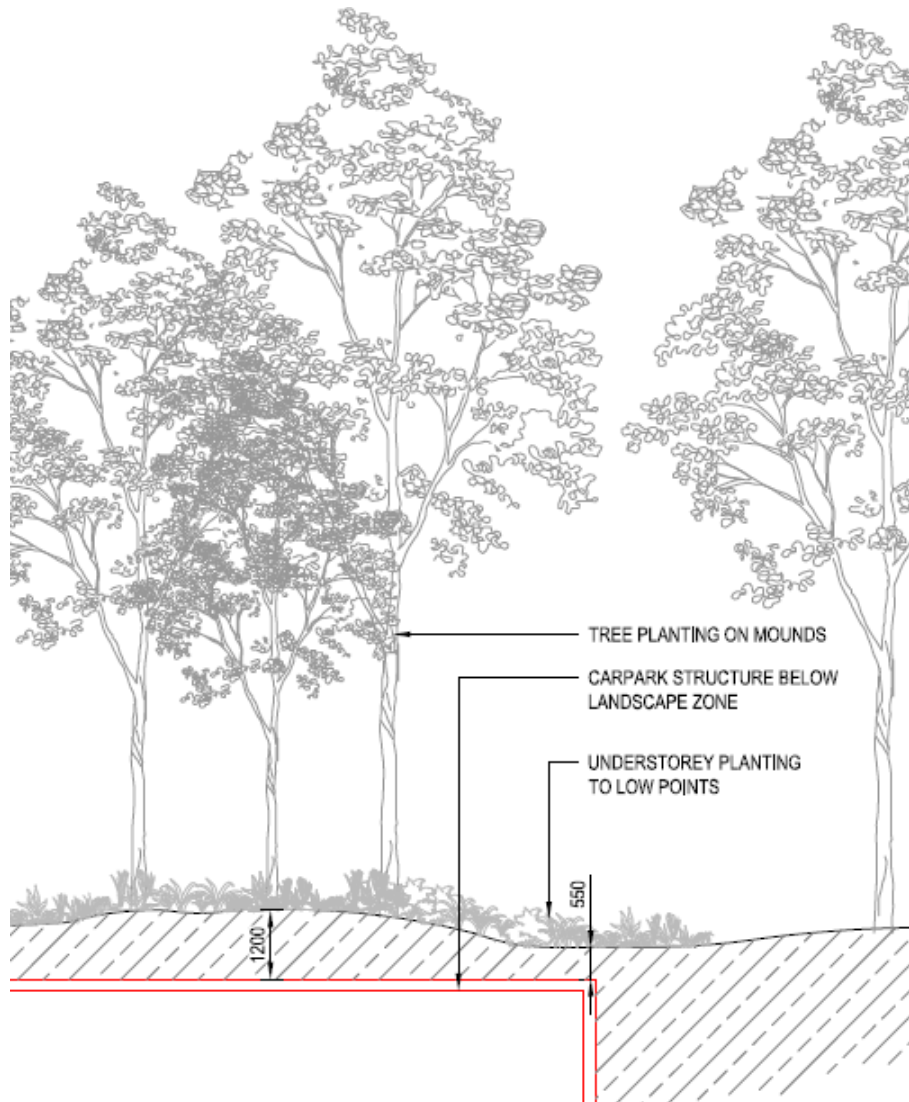 TREE PLANTING ON MOUNDS
CARPARK STRUCTURE BELOW
LANDSCAPE ZONE
UNDERSTOREY PLANTING
TO LOW POINTS
550
1200